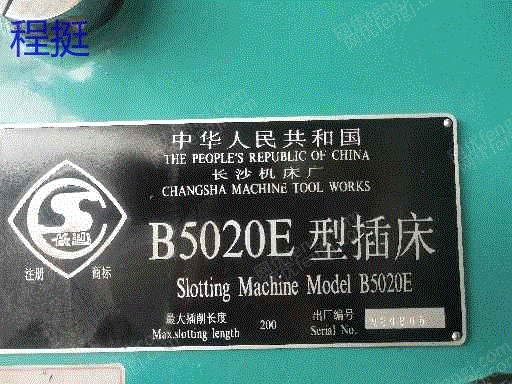 程挺
中华人民共和国
THE PEOPLE'S REPUBLIC OF CHINA
长沙机床厂
CHANGSHA MACHINE TOOL WORKS
B5020E 型插床
Slotting Machine Model B5020E
注册 商标
最大插削长度 200 出厂编号
Max.slotting length Serial No.